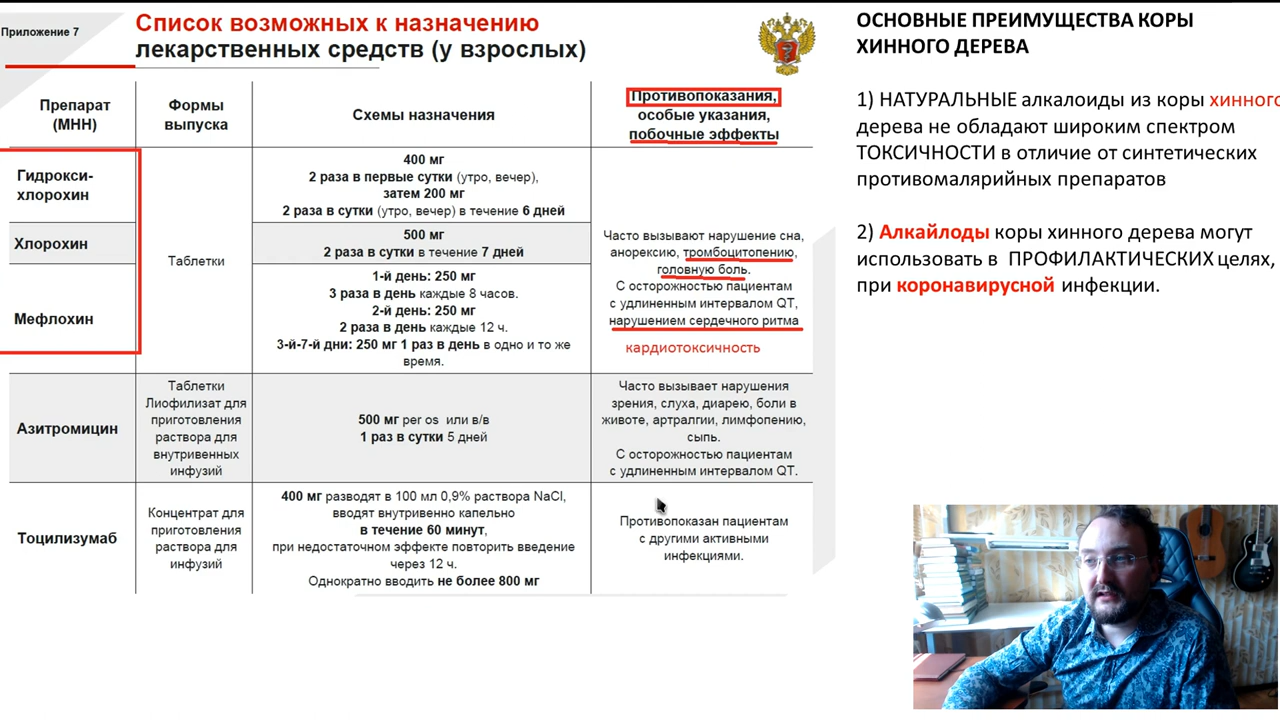 Приложение 7
Список возможных к назначению
лекарственных средств (у взрослых)
Препарат
(МНН)
Формы
выпуска
Схемы назначения
Противопоказания,
особые указания,
побочные эффекты
Гидрокси-
хлорохин
Таблетки
400 мг
2 раза в первые сутки (утро, вечер),
затем 200 мг
2 раза в сутки (утро, вечер) в течение 6 дней
Хлорохин
500 мг
2 раза в сутки в течение 7 дней
Мефлохин
1-й день: 250 мг
3 раза в день каждые 8 часов.
2-й день: 250 мг
2 раза в день каждые 12 ч.
3-й-7-й дни: 250 мг 1 раз в день в одно и то же
время.
Часто вызывают нарушение сна,
анорексию, тромбоцитопению,
головную боль.
С осторожностью пациентам
с удлиненным интервалом QT,
нарушением сердечного ритма
кардиотоксичность
Азитромицин
Таблетки
Лиофилизат для
приготовления
раствора для
внутривенных
инфузий
500 мг per os или в/в
1 раз в сутки 5 дней
Часто вызывает нарушения
зрения, слуха, диарею, боли в
животе, артралгии, лимфопению,
сыпь.
С осторожностью пациентам
с удлиненным интервалом QT.
Тоцилизумаб
Концентрат для
приготовления
раствора для
инфузий
400 мг разводят в 100 мл 0,9% раствора NaCl,
вводят внутривенно капельно
в течение 60 минут,
при недостаточном эффекте повторить введение
через 12 ч.
Однократно вводить не более 800 мг
Противопоказан пациентам
с другими активными
инфекциями.
ОСНОВНЫЕ ПРЕИМУЩЕСТВА КОРЫ
ХИННОГО ДЕРЕВА
1) НАТУРАЛЬНЫЕ алкалоиды из коры хинного
дерева не обладают широким спектром
ТОКСИЧНОСТИ в отличие от синтетических
противомалярийных препаратов
2) Алкайлоды коры хинного дерева могут
использовать в ПРОФИЛАКТИЧЕСКИХ целях,
при коронавирусной инфекции.